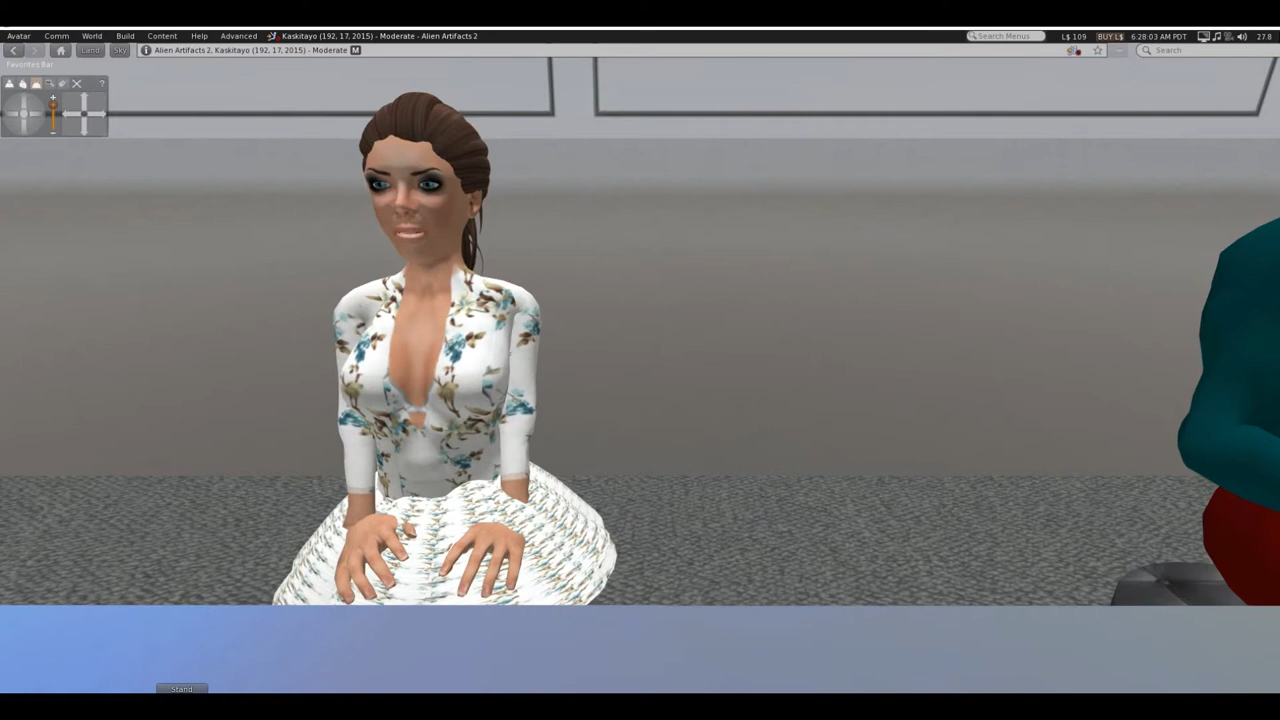 Avatar Comm World Build Content Help Advanced Kaskitayo (192, 17, 2015) - Moderate - Alien Artifacts 2 Search Menus L$ 109 BUY L$ 6:28:03 AM PDT 27.8
Land Sky i Alien Artifacts 2, Kaskitayo (192, 17, 2015) - Moderate M Search
Favorites Bar
?
Stand